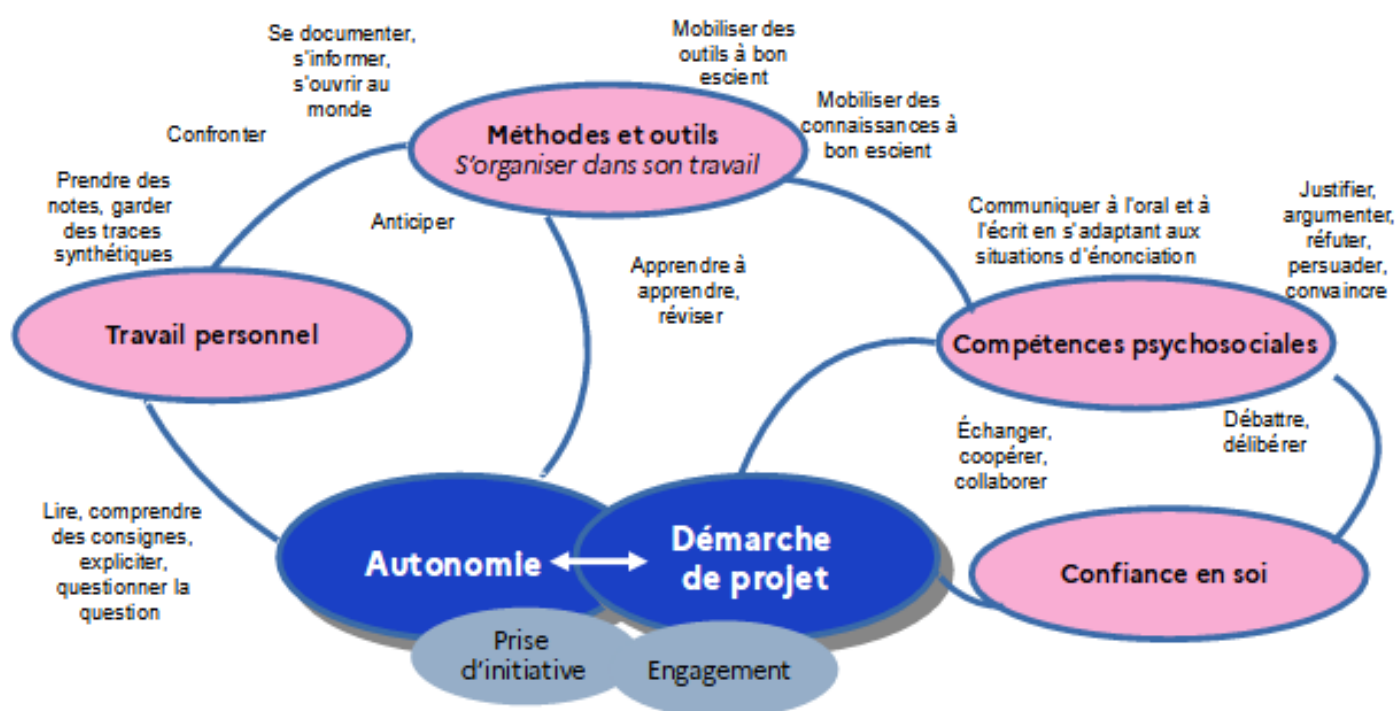 Se documenter,
s'informer,
s'ouvrir au
monde
Mobiliser des
outils à bon
escient
Confronter
Méthodes et outils
S'organiser dans son travail
Mobiliser des
connaissances à
bon escient
Prendre des
notes, garder
des traces
synthétiques
Anticiper
Communiquer à l'oral et à
l'écrit en s'adaptant aux
situations d'énonciation
Justifier,
argumenter,
réfuter,
persuader,
convaincre
Apprendre à
apprendre,
réviser
Travail personnel
Compétences psychosociales
Échanger,
coopérer,
collaborer
Débattre,
délibérer
Lire, comprendre
des consignes,
expliciter,
questionner la
question
Autonomie
Démarche
de projet
Confiance en soi
Prise
d'initiative
Engagement